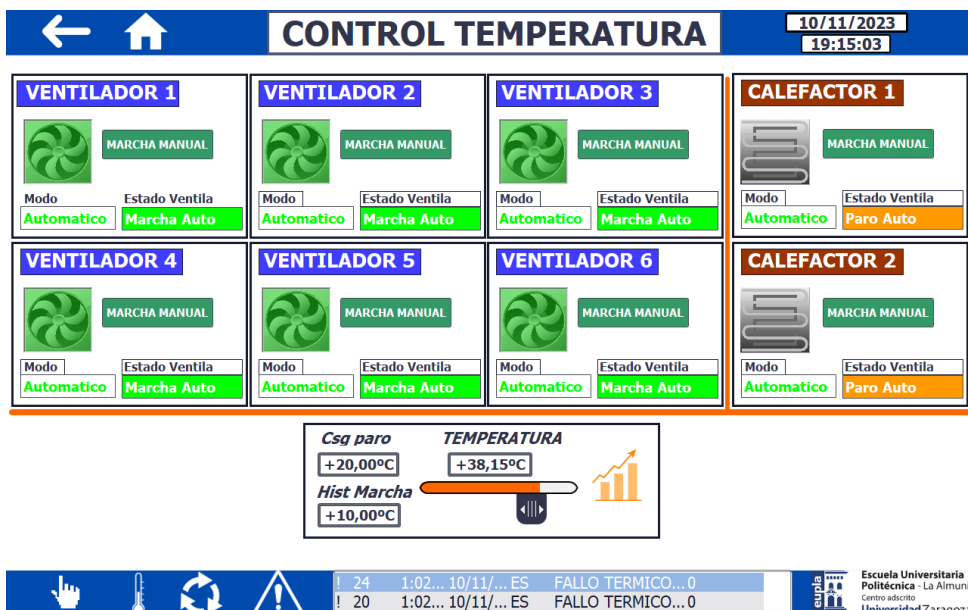 CONTROL TEMPERATURA
10/11/2023
19:15:03
VENTILADOR 1
MARCHA MANUAL
Modo Estado Ventila
Automatico Marcha Auto
VENTILADOR 2
MARCHA MANUAL
Modo Estado Ventila
Automatico Marcha Auto
VENTILADOR 3
MARCHA MANUAL
Modo Estado Ventila
Automatico Marcha Auto
CALEFACTOR 1
MARCHA MANUAL
Modo Estado Ventila
Automatico Paro Auto
VENTILADOR 4
MARCHA MANUAL
Modo Estado Ventila
Automatico Marcha Auto
VENTILADOR 5
MARCHA MANUAL
Modo Estado Ventila
Automatico Marcha Auto
VENTILADOR 6
MARCHA MANUAL
Modo Estado Ventila
Automatico Marcha Auto
CALEFACTOR 2
MARCHA MANUAL
Modo Estado Ventila
Automatico Paro Auto
Csg paro TEMPERATURA
+20,00ºC +38,15ºC
Hist Marcha
+10,00ºC
! 24 1:02... 10/11/... ES FALLO TERMICO... 0
! 20 1:02... 10/11/... ES FALLO TERMICO... 0
eupla
Escuela Universitaria
Politécnica - La Almuni
Centro adscrito
Universidad Zaragoz